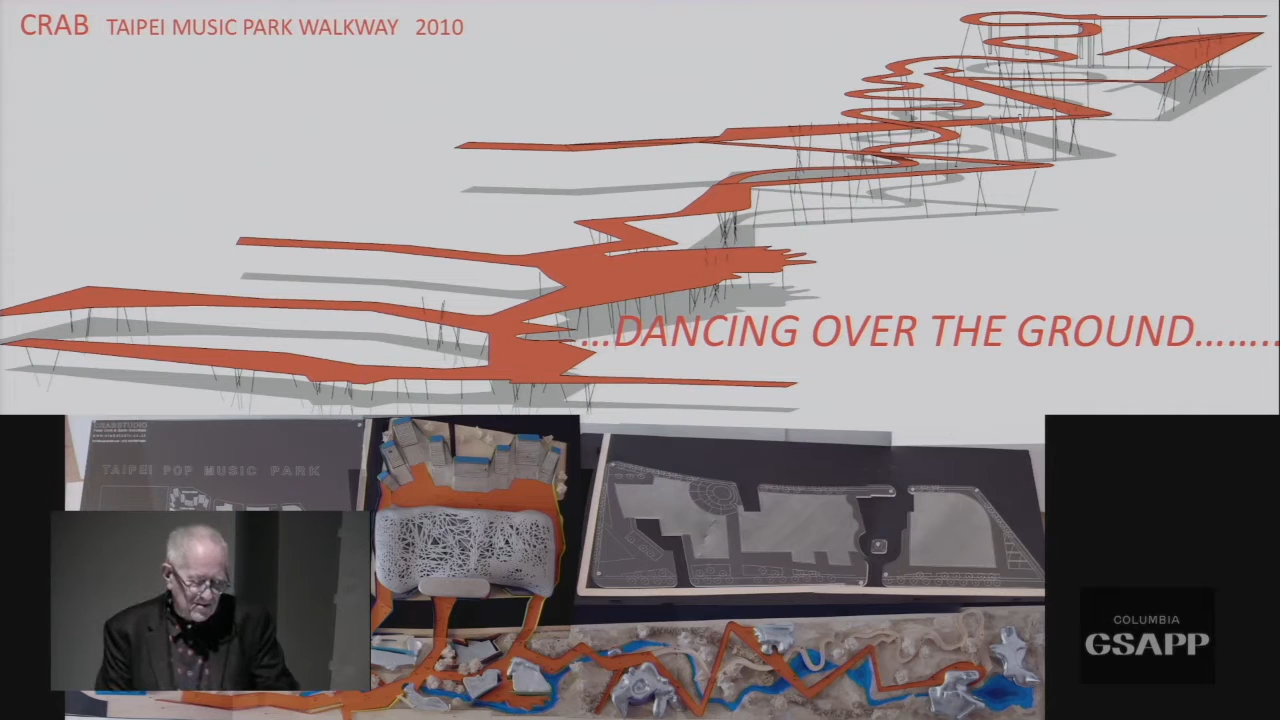 CRAB TAIPEI MUSIC PARK WALKWAY 2010
...DANCING OVER THE GROUND........
CRABSTUDIO
TAIPEI POP MUSIC PARK
COLUMBIA
GSAPP